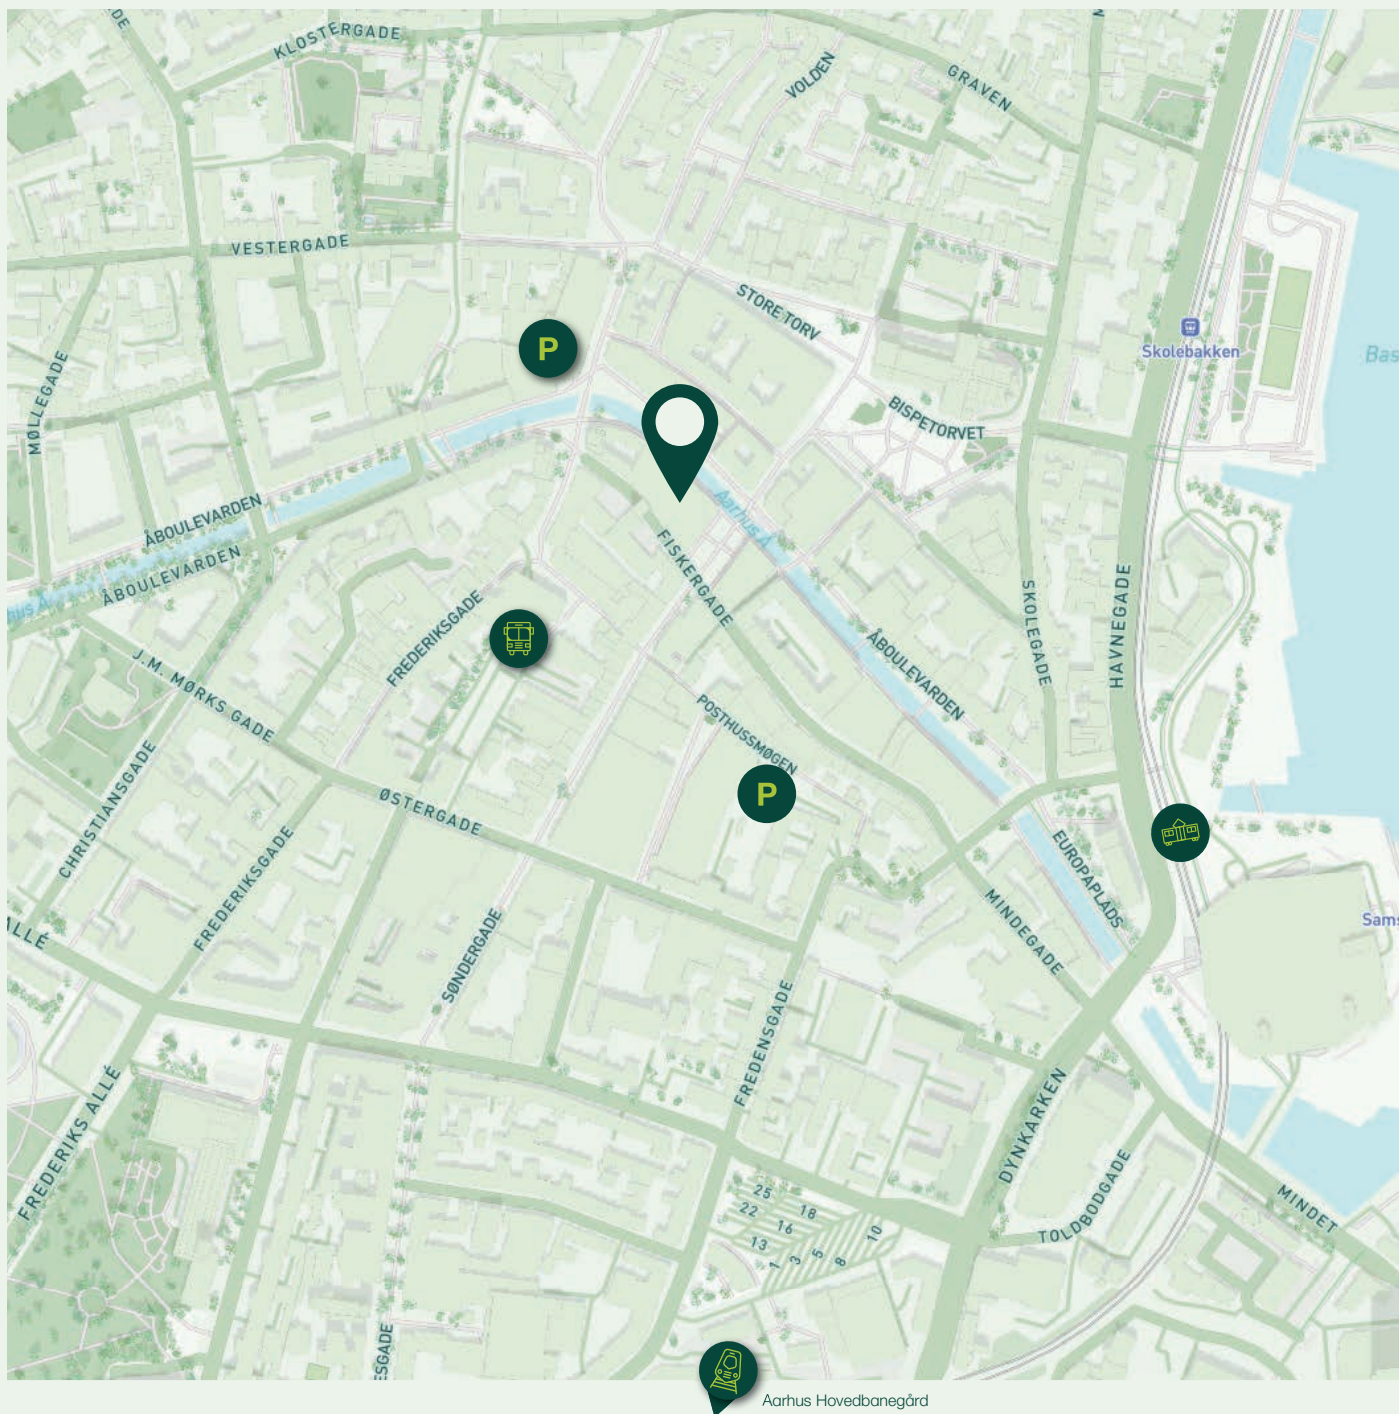 KLOSTERGADE
VOLDEN
GRAVEN
VESTERGADE
STORE TORV
Skolebakken
P
MØLLEGADE
BISPETORVET
ÅBOULEVARDEN
ÅBOULEVARDEN
Aarhus Å
FISKERGADE
SKOLEGADE
HAVNEGADE
FREDERIKSGADE
ÅBOULEVARDEN
J.M. MØRKS GADE
POSTHUSSMØGEN
P
CHRISTIANSGADE
ØSTERGADE
EUROPAPLADS
FREDERIKSGADE
SØNDERGADE
MINDEGADE
ALLÉ
FREDENSGADE
FREDERIKS ALLÉ
DYNKARKEN
TOLDBODGADE
MINDET
25
22
18
16
13
10
1
3
5
8
ESGADE
Aarhus Hovedbanegård